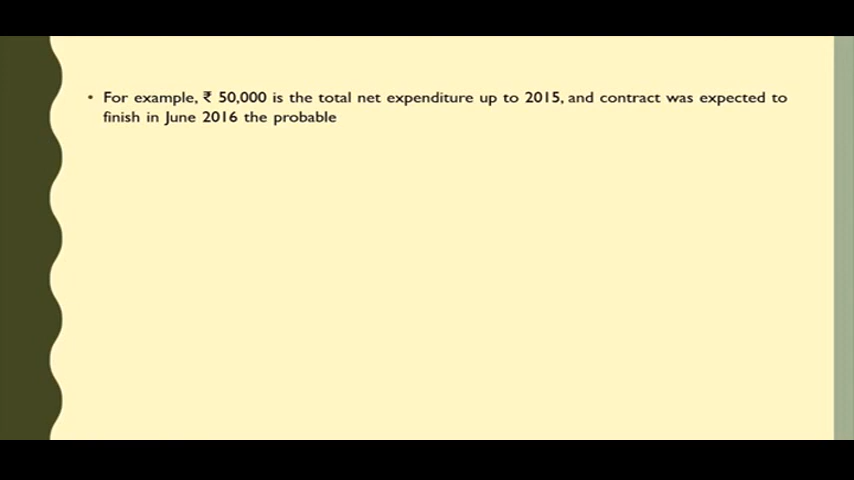 • For example, ₹ 50,000 is the total net expenditure up to 2015, and contract was expected to
finish in June 2016 the probable